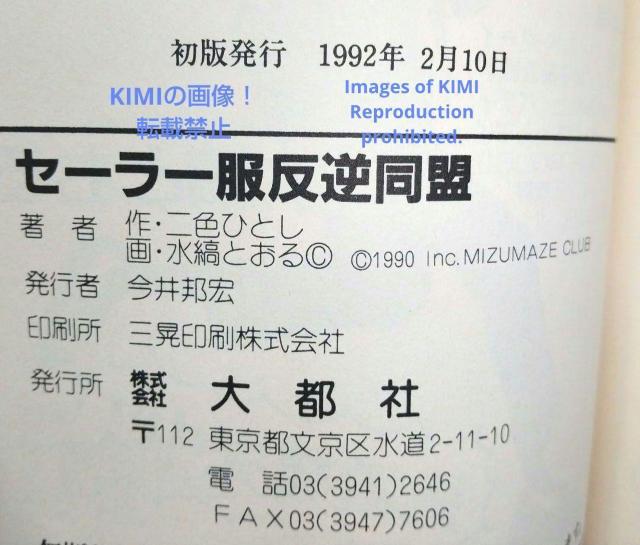 初版発行 1992年 2月10日
KIMIの画像！
転載禁止
Images of KIMI
Reproduction
prohibited.
セーラー服反逆同盟
著者 作・二色ひとし
画・水縞とおるⒸ Ⓒ1990 Inc.MIZUMAZE CLUB
発行者 今井邦宏
印刷所 三晃印刷株式会社
発行所 株式会社 大都社
〒112 東京都文京区水道2-11-10
電話03(3941)2646
FAX03(3947)7606